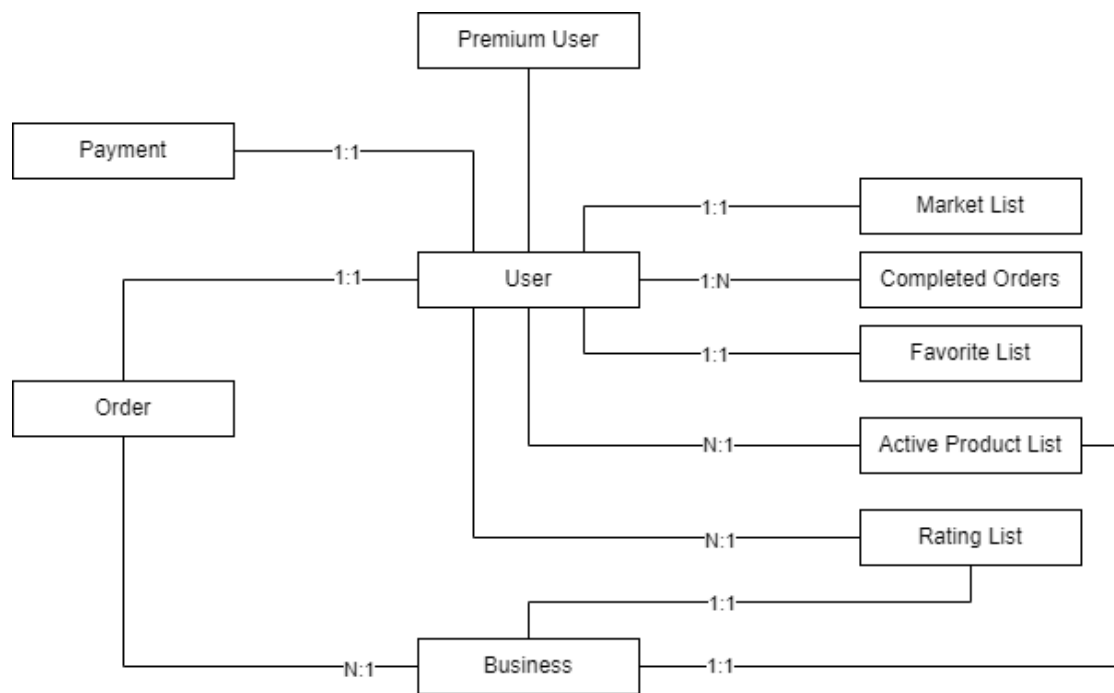 Premium User
Payment
1:1
1:1
Market List
1:1
User
1:N
Completed Orders
1:1
Favorite List
Order
N:1
Active Product List
N:1
Rating List
1:1
N:1
Business
1:1